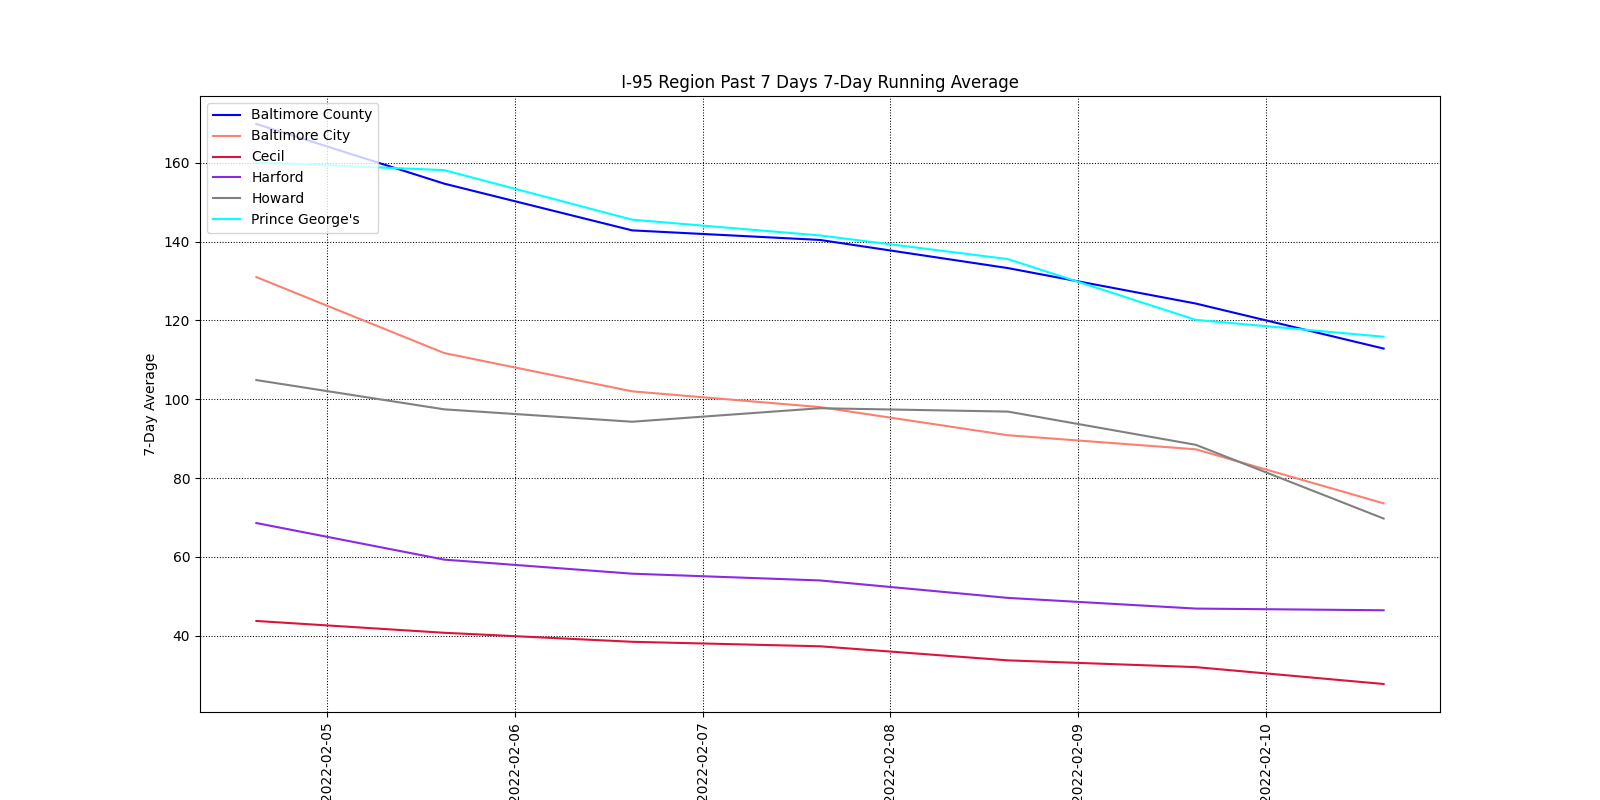 I-95 Region Past 7 Days 7-Day Running Average
Baltimore County
Baltimore City
Cecil
Harford
Howard
Prince George's
7-Day Average
160
140
120
100
80
60
40
2022-02-05
2022-02-06
2022-02-07
2022-02-08
2022-02-09
2022-02-10